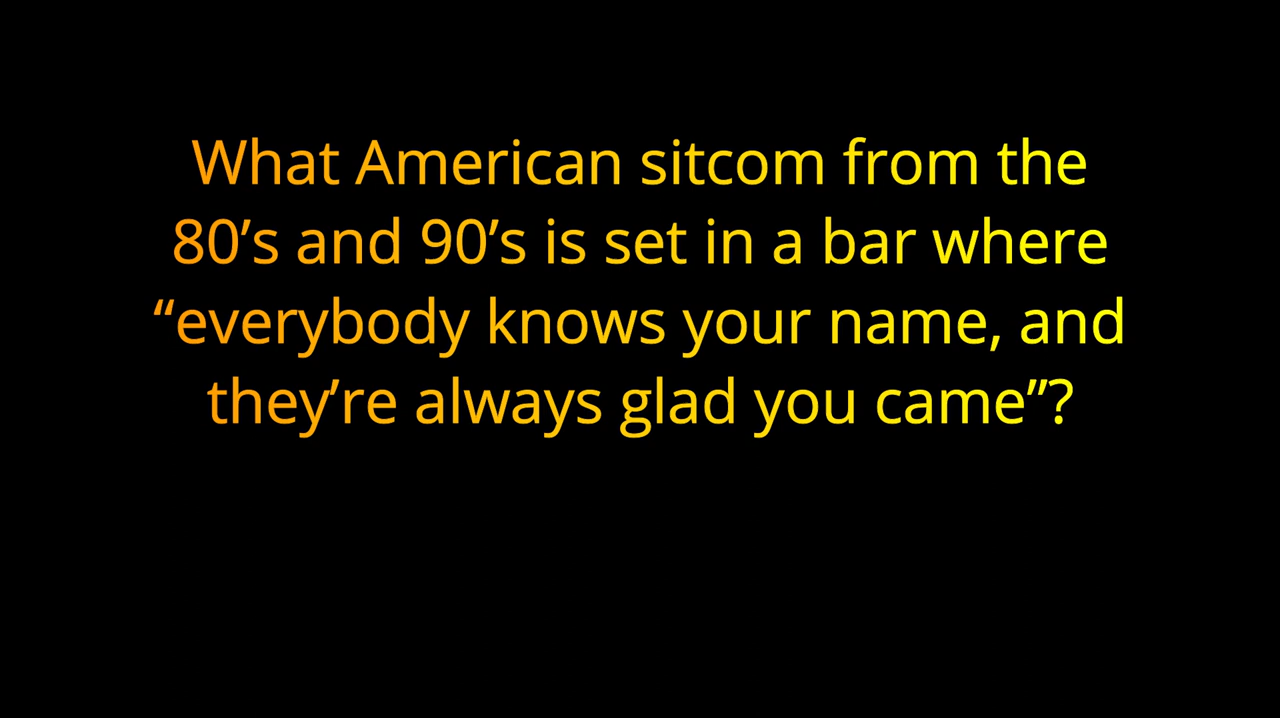 What American sitcom from the
80’s and 90’s is set in a bar where
“everybody knows your name, and
they’re always glad you came”?